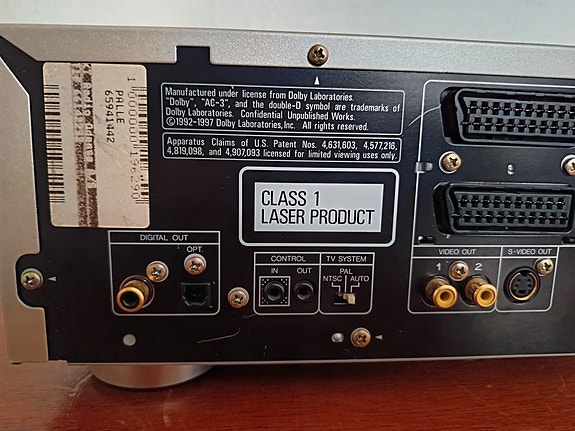 Manufactured under license from Dolby Laboratories.
"Dolby", "AC-3", and the double-D symbol are trademarks of
Dolby Laboratories. Confidential Unpublished Works.
©1992-1997 Dolby Laboratories, Inc. All rights reserved.
Apparatus Claims of U.S. Patent Nos. 4,631,603, 4,577,216,
4,819,098, and 4,907,093 licensed for limited viewing uses only.
PALLE
65941442
CLASS 1
LASER PRODUCT
DIGITAL OUT
OPT.
CONTROL
IN
OUT
TV SYSTEM
PAL
NTSC
AUTO
VIDEO OUT
1
2
S-VIDEO OUT